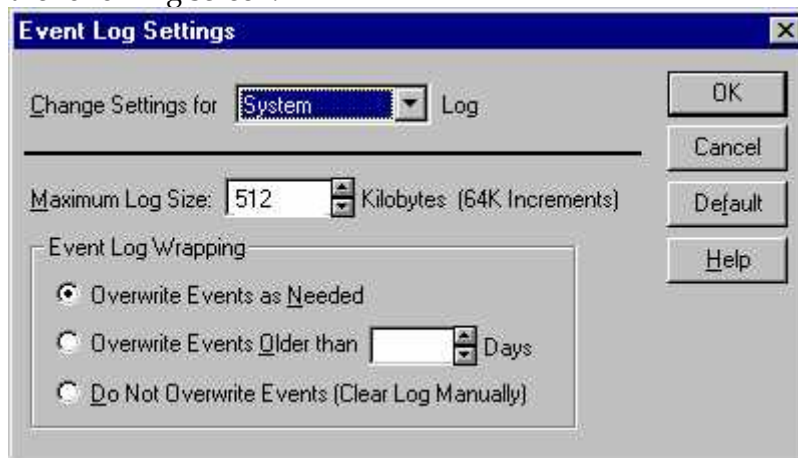 Event Log Settings
Change Settings for System Log
OK
Cancel
Maximum Log Size: 512 Kilobytes (64K Increments)
Default
Event Log Wrapping
Help
Overwrite Events as Needed
Overwrite Events Older than Days
Do Not Overwrite Events (Clear Log Manually)